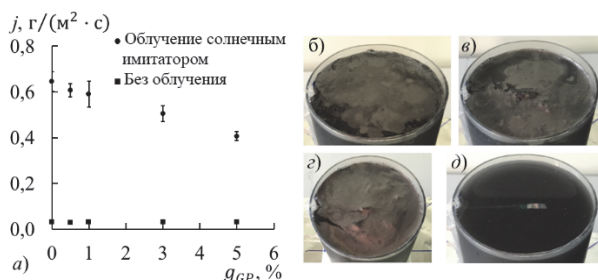 j, г/(м² · с)
0,8
0,6
0,4
0,2
0,0
Облучение солнечным
имитатором
Без облучения
0 1 2 3 4 5 6
q_GP, %
а)
б)
в)
г)
д)